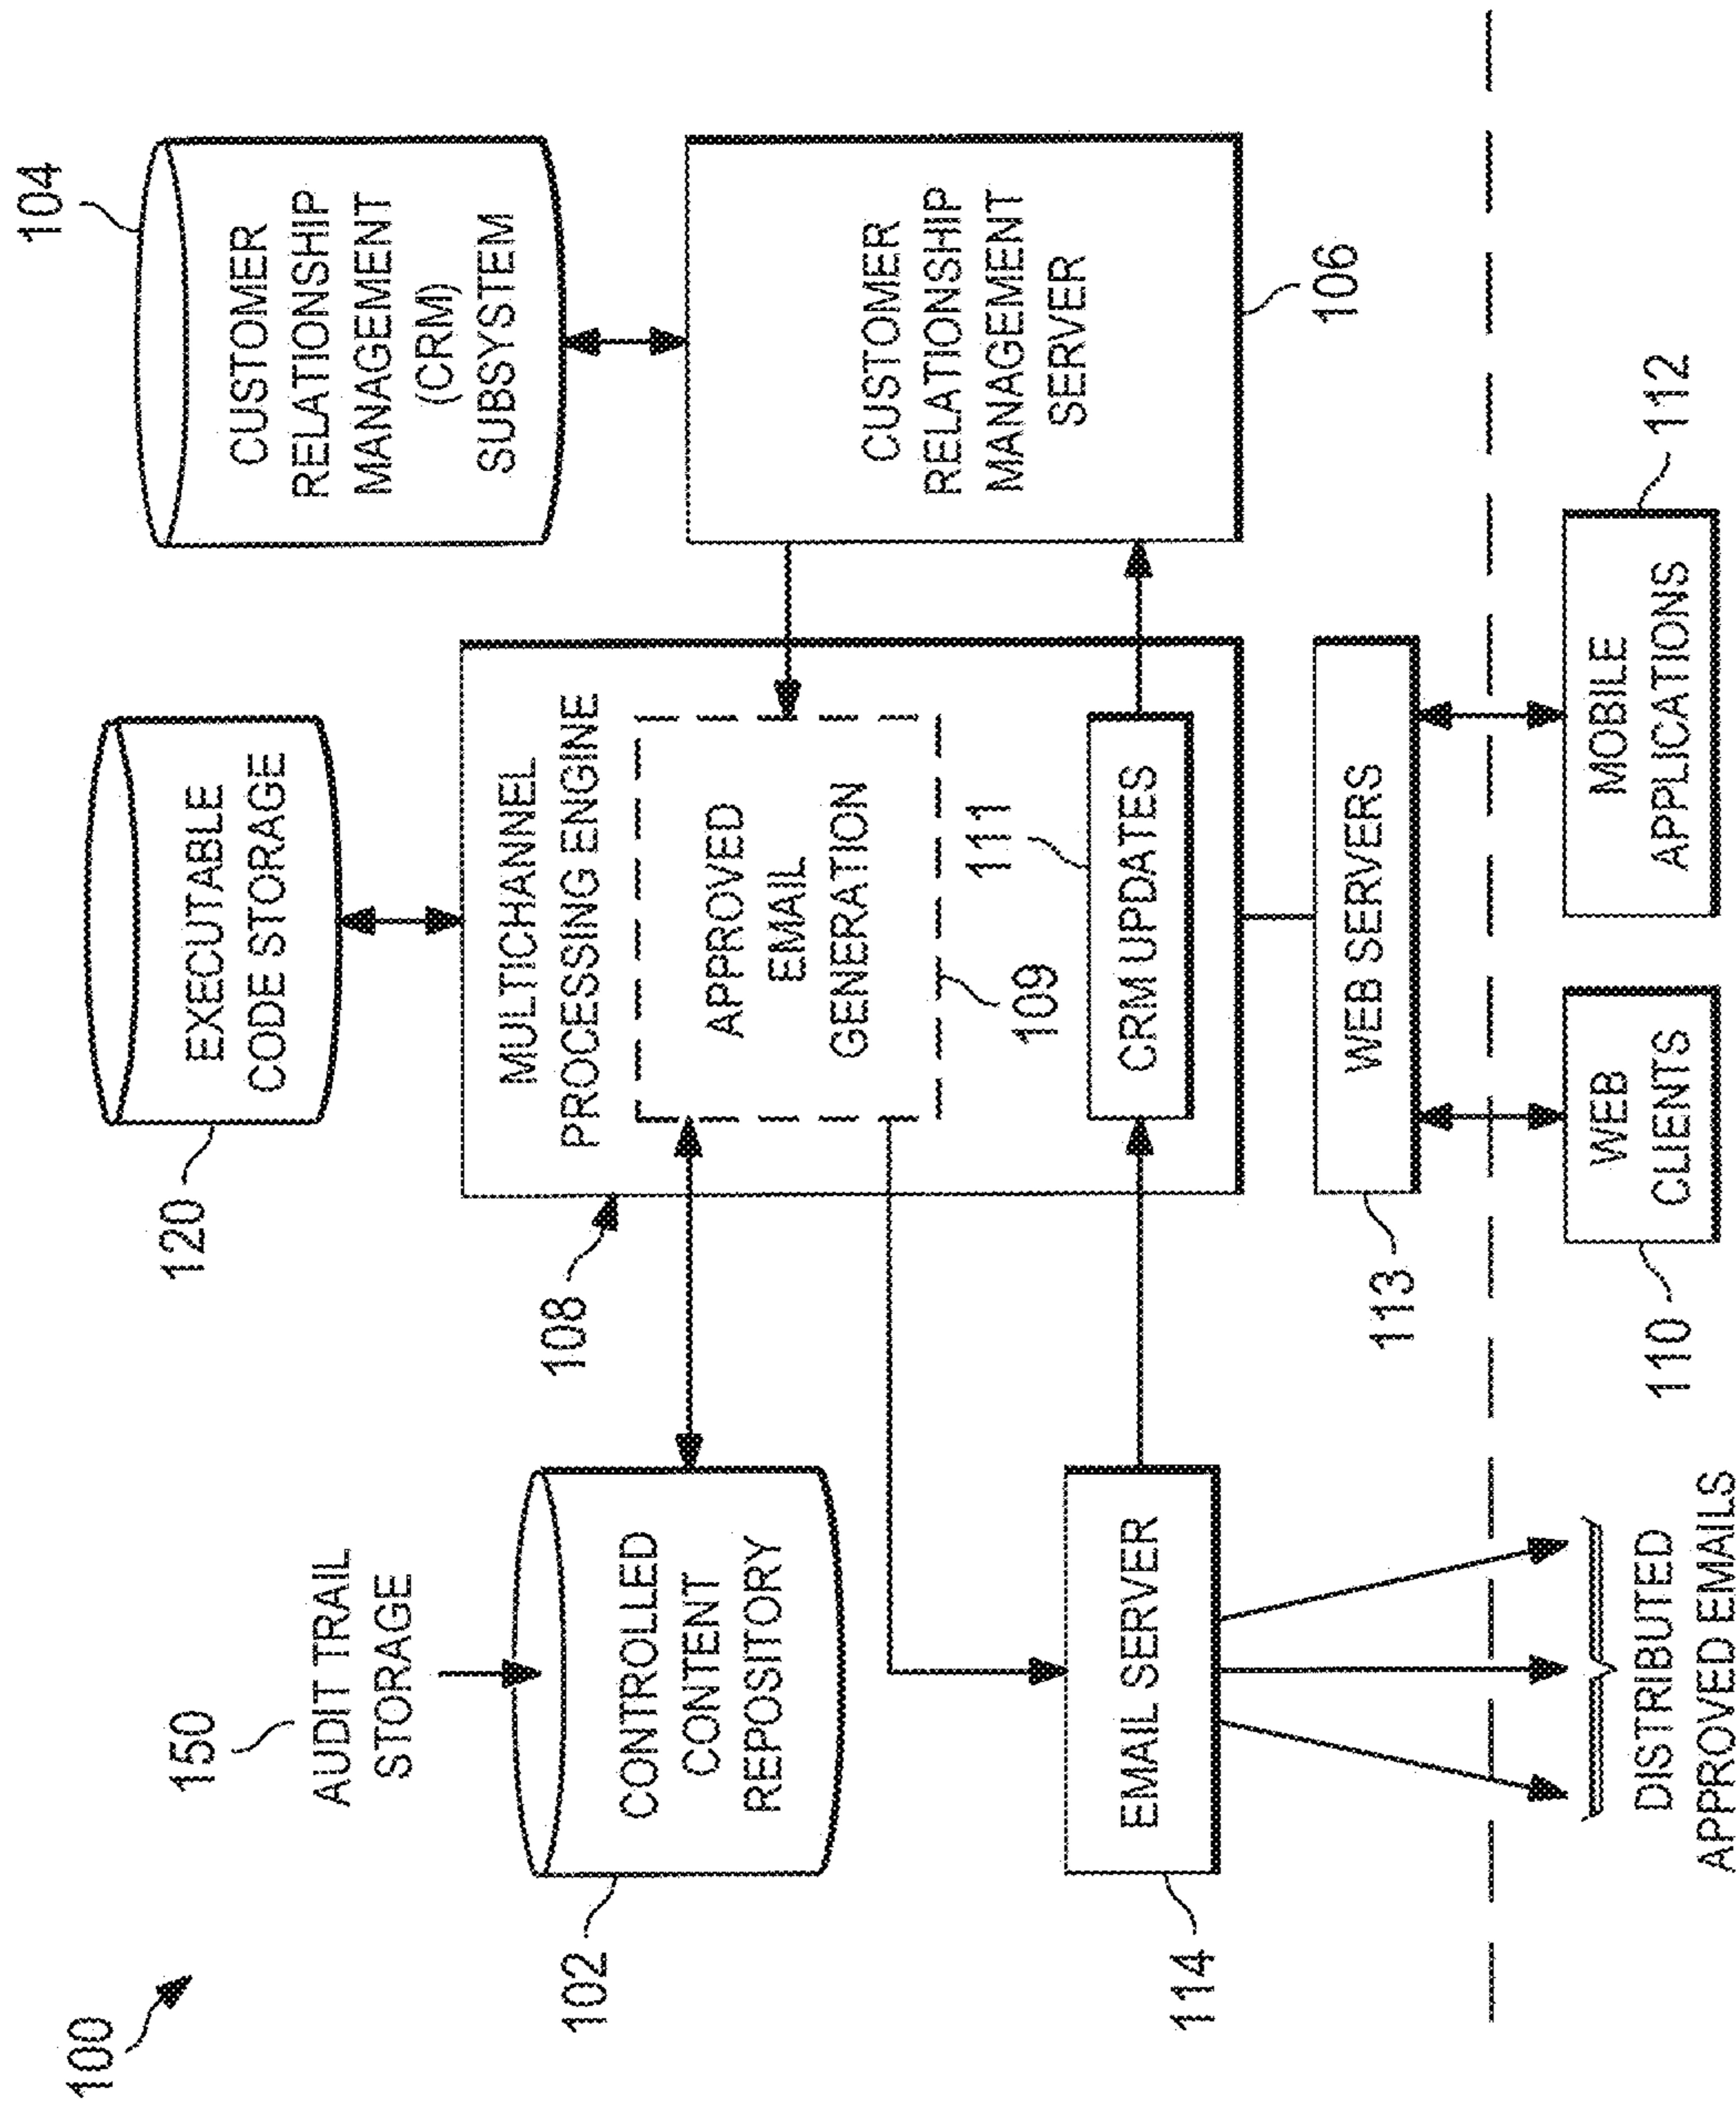 100
150
AUDIT TRAIL
STORAGE
CONTROLLED
CONTENT
REPOSITORY
102
EMAIL SERVER
114
DISTRIBUTED
APPROVED EMAILS
120
EXECUTABLE
CODE STORAGE
108
MULTICHANNEL
PROCESSING ENGINE
APPROVED
EMAIL
GENERATION
109
111
CRM UPDATES
WEB SERVERS
113
WEB
CLIENTS
110
MOBILE
APPLICATIONS
112
104
CUSTOMER
RELATIONSHIP
MANAGEMENT
(CRM)
SUBSYSTEM
CUSTOMER
RELATIONSHIP
MANAGEMENT
SERVER
106